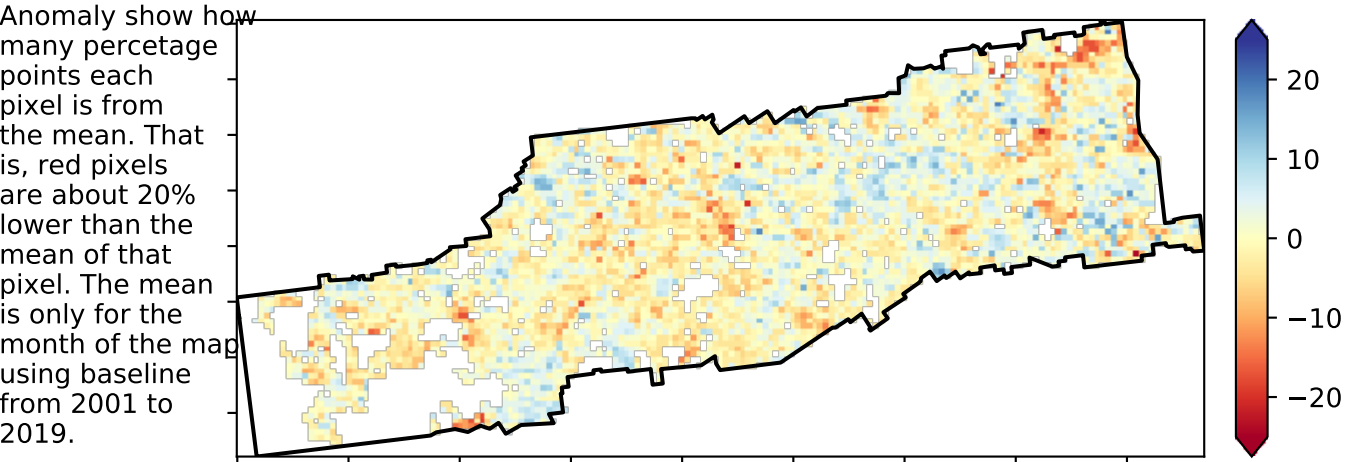 Anomaly show how
many percetage
points each
pixel is from
the mean. That
is, red pixels
are about 20%
lower than the
mean of that
pixel. The mean
is only for the
month of the map
using baseline
from 2001 to
2019.
20
10
0
−10
−20